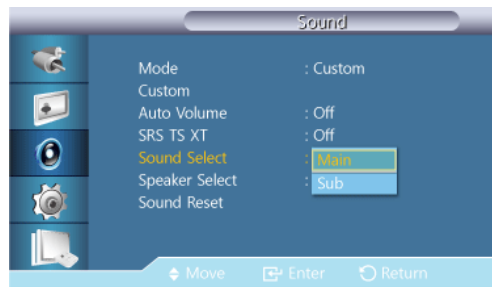 Sound
Mode : Custom
Custom
Auto Volume : Off
SRS TS XT : Off
Sound Select : Main
Speaker Select : Sub
Sound Reset
Move Enter Return